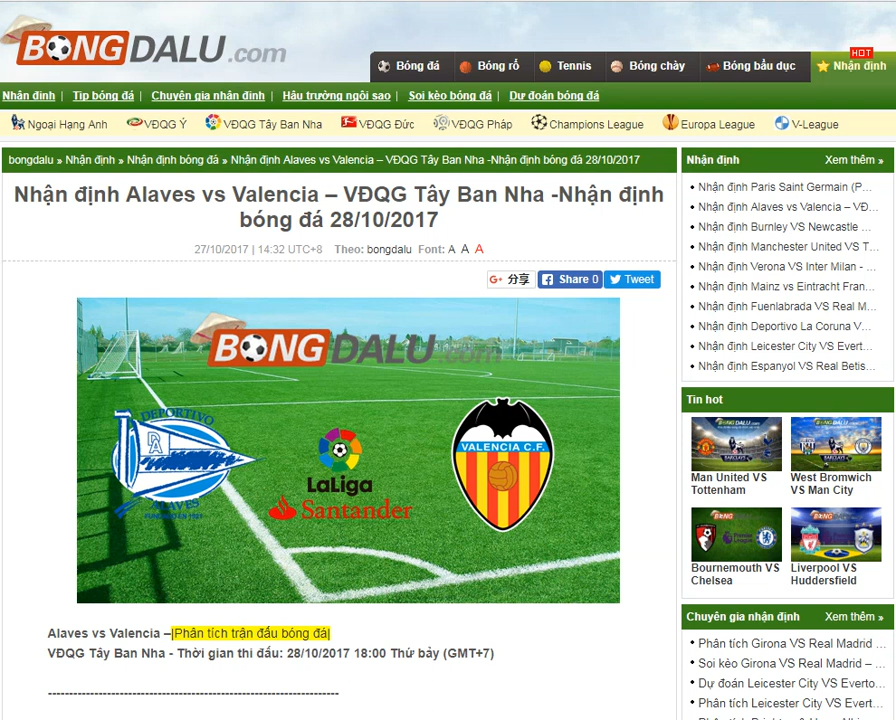 BONGDALU.com
Bóng đá
Bóng rổ
Tennis
Bóng chày
Bóng bầu dục
HOT
Nhận định
Nhận định | Tip bóng đá | Chuyên gia nhận định | Hậu trường ngôi sao | Soi kèo bóng đá | Dự đoán bóng đá
Ngoại Hạng Anh
VĐQG Ý
VĐQG Tây Ban Nha
VĐQG Đức
VĐQG Pháp
Champions League
Europa League
V-League
bongdalu » Nhận định » Nhận định bóng đá » Nhận định Alaves vs Valencia – VĐQG Tây Ban Nha -Nhận định bóng đá 28/10/2017
Nhận định Alaves vs Valencia – VĐQG Tây Ban Nha -Nhận định
bóng đá 28/10/2017
27/10/2017 | 14:32 UTC+8 Theo: bongdalu Font: A A A
G+ 分享
Share 0
Tweet
BONGDALU.com
DEPORTIVO
ALAVES
VALENCIA C.F.
LaLiga
Santander
Alaves vs Valencia –|Phân tích trận đấu bóng đá|
VĐQG Tây Ban Nha - Thời gian thi đấu: 28/10/2017 18:00 Thứ bảy (GMT+7)
---------------------------------------------------------------------
Nhận định Xem thêm »
Nhận định Paris Saint Germain (P...
Nhận định Alaves vs Valencia – VĐ...
Nhận định Burnley VS Newcastle ...
Nhận định Manchester United VS T...
Nhận định Verona VS Inter Milan - ...
Nhận định Mainz vs Eintracht Fran...
Nhận định Fuenlabrada VS Real M...
Nhận định Deportivo La Coruna V...
Nhận định Leicester City VS Evert...
Nhận định Espanyol VS Real Betis...
Tin hot
Man United VS
Tottenham
West Bromwich
VS Man City
Bournemouth VS
Chelsea
Liverpool VS
Huddersfield
Chuyên gia nhận định Xem thêm »
Phân tích Girona VS Real Madrid ...
Soi kèo Girona VS Real Madrid – ...
Dự đoán Leicester City VS Everto...
Phân tích Leicester City VS Evert...